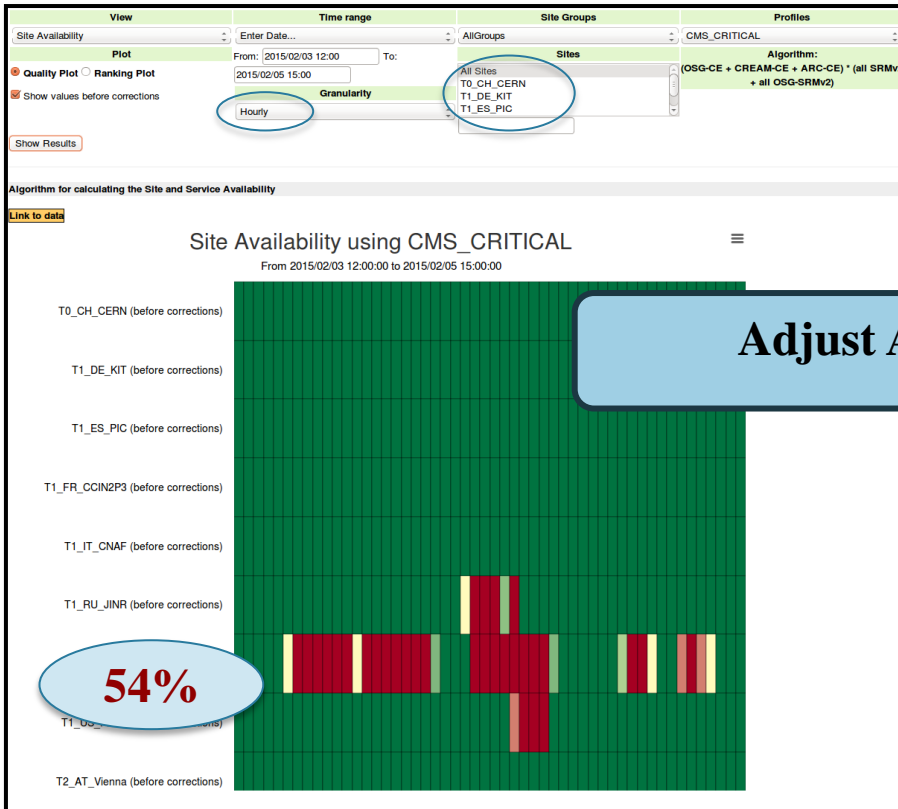 View Time range Site Groups Profiles
Site Availability Enter Date... AllGroups CMS_CRITICAL
Plot From: 2015/02/03 12:00 To: Sites Algorithm:
Quality Plot Ranking Plot 2015/02/05 15:00 All Sites (OSG-CE + CREAM-CE + ARC-CE) * (all SRMv
T0_CH_CERN + all OSG-SRMv2)
Show values before corrections Granularity T1_DE_KIT
Hourly T1_ES_PIC
Show Results
Algorithm for calculating the Site and Service Availability
Link to data
Site Availability using CMS_CRITICAL
From 2015/02/03 12:00:00 to 2015/02/05 15:00:00
T0_CH_CERN (before corrections)
Adjust A
T1_DE_KIT (before corrections)
T1_ES_PIC (before corrections)
T1_FR_CCIN2P3 (before corrections)
T1_IT_CNAF (before corrections)
T1_RU_JINR (before corrections)
54%
T2_AT_Vienna (before corrections)